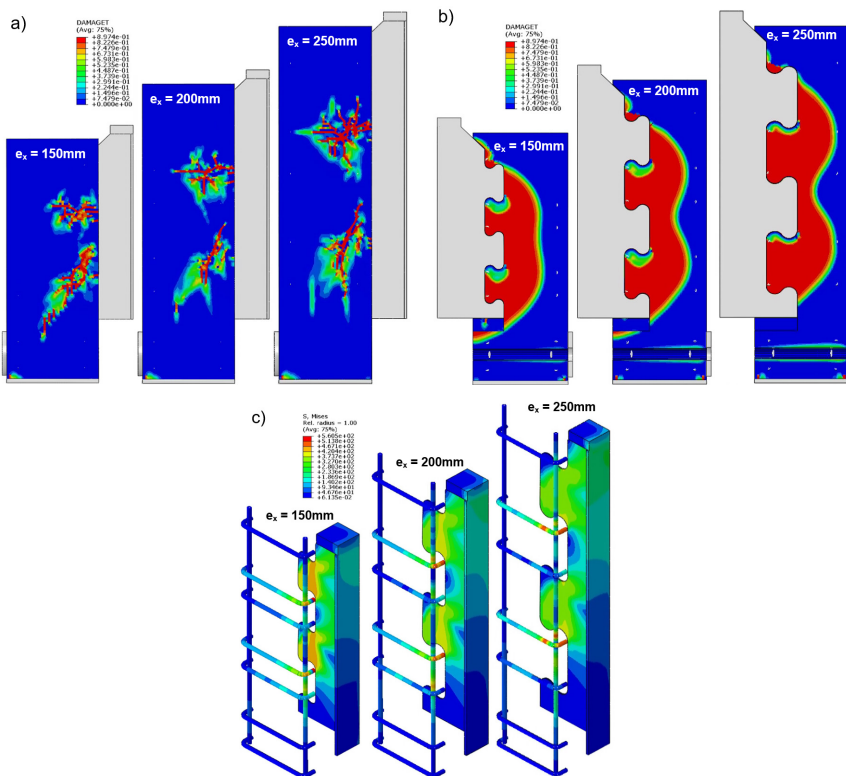 a)
DAMAGET
(Avg: 75%)
+8.974e-01
+8.226e-01
+7.479e-01
+6.731e-01
+5.983e-01
+5.235e-01
+4.487e-01
+3.739e-01
+2.991e-01
+2.244e-01
+1.496e-01
+7.479e-02
+0.000e+00
eₓ = 150mm
eₓ = 200mm
eₓ = 250mm
b)
DAMAGET
(Avg: 75%)
+8.974e-01
+8.226e-01
+7.479e-01
+6.731e-01
+5.983e-01
+5.235e-01
+4.487e-01
+3.739e-01
+2.991e-01
+2.244e-01
+1.496e-01
+7.479e-02
+0.000e+00
eₓ = 150mm
eₓ = 200mm
eₓ = 250mm
c)
S, Mises
Rel. radius = 1.00
(Avg: 75%)
+5.605e+02
+5.138e+02
+4.671e+02
+4.204e+02
+3.737e+02
+3.270e+02
+2.803e+02
+2.336e+02
+1.869e+02
+1.402e+02
+9.346e+01
+4.676e+01
+6.135e-02
eₓ = 150mm
eₓ = 200mm
eₓ = 250mm